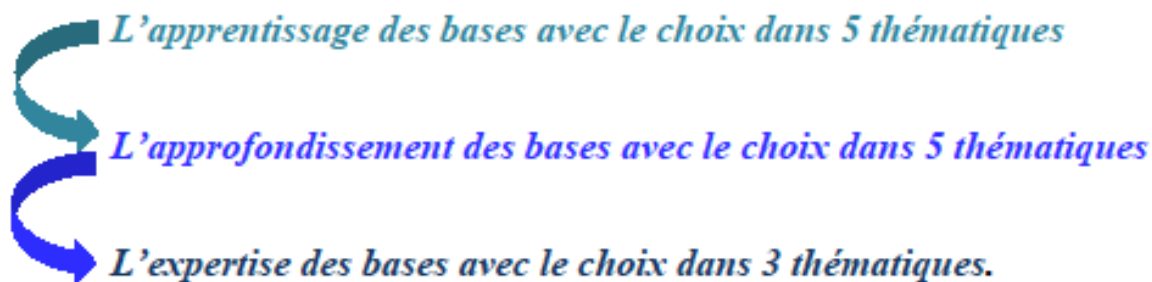 L’apprentissage des bases avec le choix dans 5 thématiques
L’approfondissement des bases avec le choix dans 5 thématiques
L’expertise des bases avec le choix dans 3 thématiques.